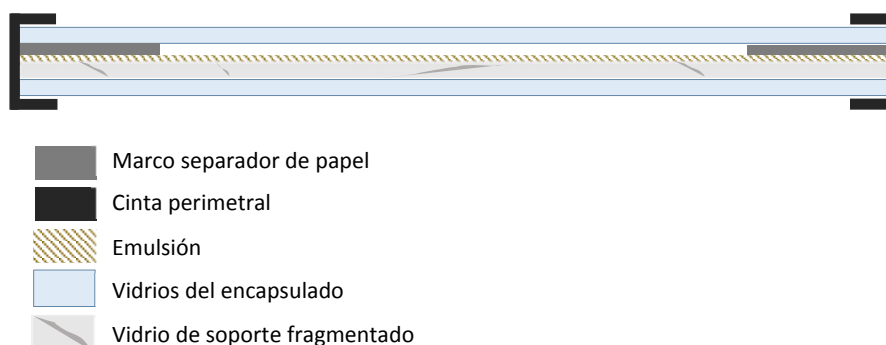 Marco separador de papel
Cinta perimetral
Emulsión
Vidrios del encapsulado
Vidrio de soporte fragmentado